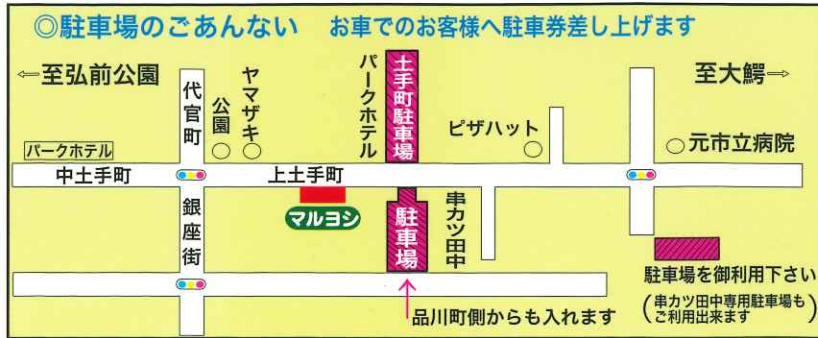 ◎駐車場のごあんない お車でのお客様へ駐車券差し上げます
⇐至弘前公園
代官町
公園
ヤマザキ
パークホテル
土手町駐車場
ピザハット
至大鰐⇒
元市立病院
パークホテル
中土手町
上土手町
マルヨシ
銀座街
駐車場
串カツ田中
品川町側からも入れます
駐車場を御利用下さい
(串カツ田中専用駐車場も
ご利用出来ます)